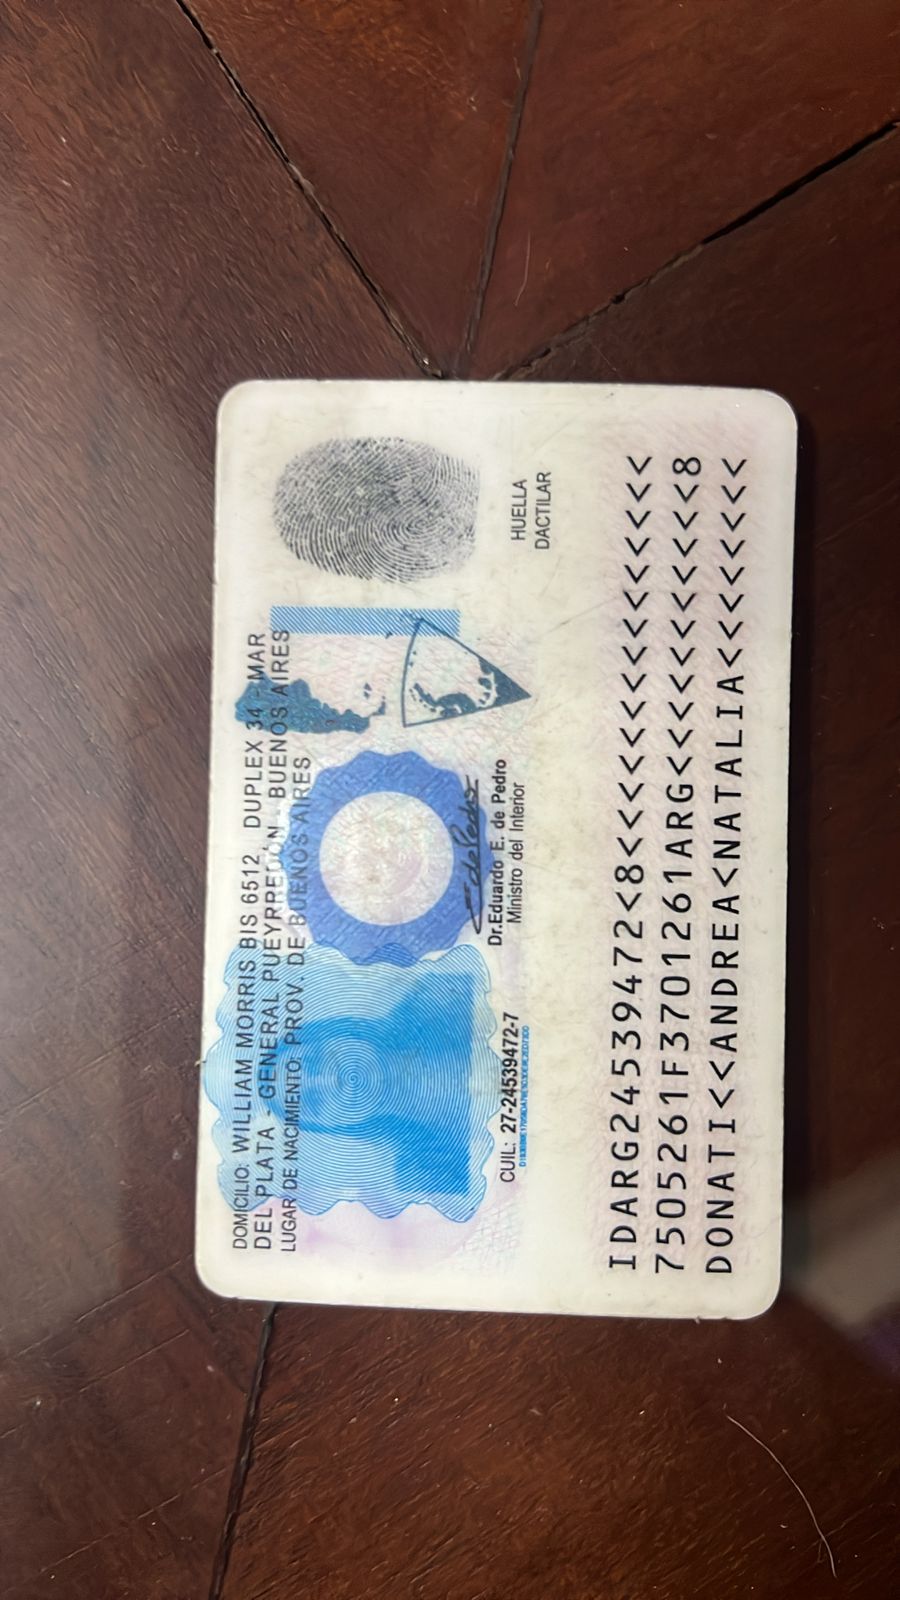 DOMICILIO: WILLIAM MORRIS BIS 6512, DUPLEX 34 - MAR
DEL PLATA - GENERAL PUEYRREDON - BUENOS AIRES
LUGAR DE NACIMIENTO: PROV. DE BUENOS AIRES
HUELLA
DACTILAR
Dr.Eduardo E. de Pedro
Ministro del Interior
CUIL: 27-24539472-7
IDARG24539472<8<<<<<<<<<<<<<<<
7505261F3701261ARG<<<<<<<<<<<8
DONATI<<ANDREA<NATALIA<<<<<<<<